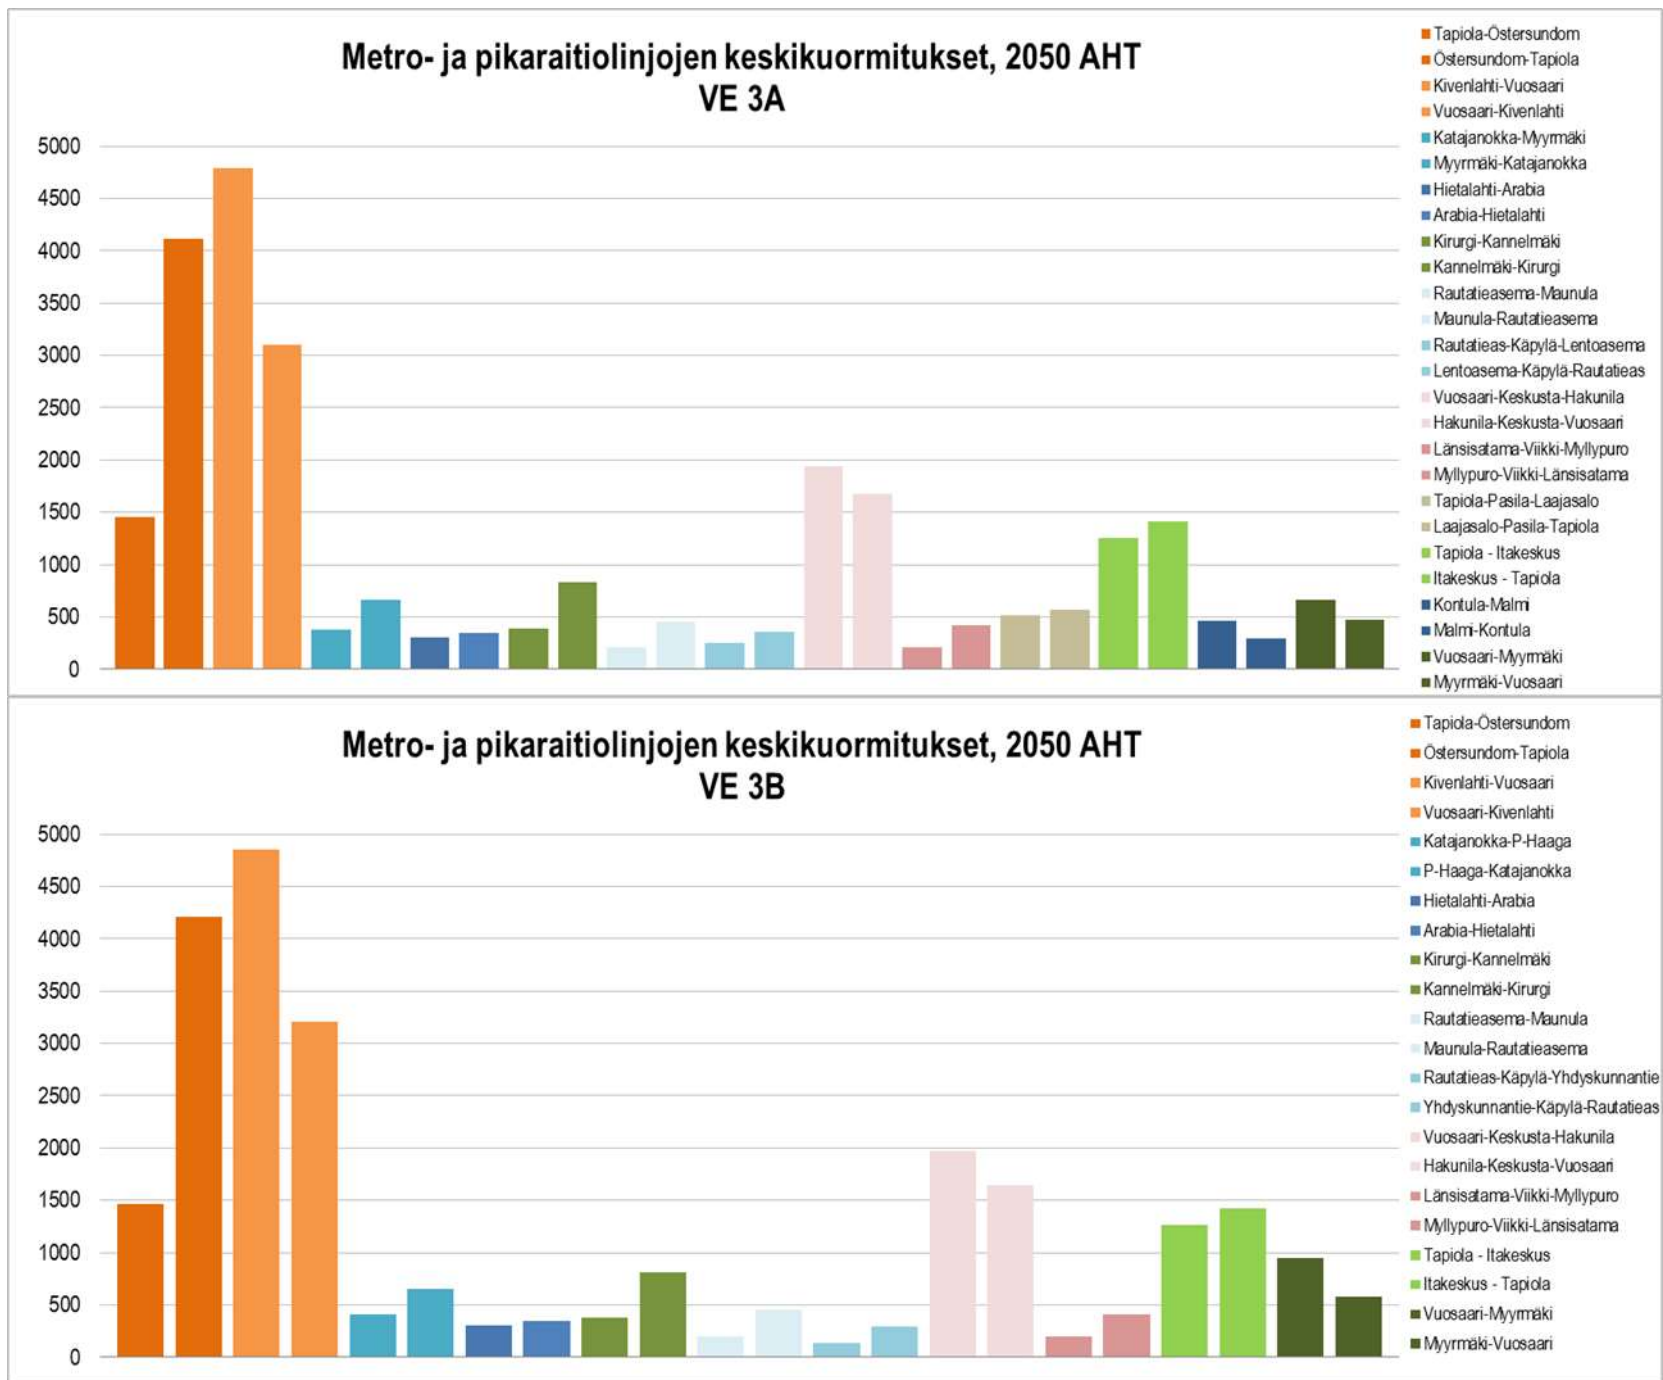 Metro- ja pikaraitiolinjojen keskikuormitukset, 2050 AHT
VE 3A
5000
4500
4000
3500
3000
2500
2000
1500
1000
500
0
Tapiola-Östersundom
Östersundom-Tapiola
Kivenlahti-Vuosaari
Vuosaari-Kivenlahti
Katajanokka-Myyrmäki
Myyrmäki-Katajanokka
Hietalahti-Arabia
Arabia-Hietalahti
Kirurgi-Kannelmäki
Kannelmäki-Kirurgi
Rautatieasema-Maunula
Maunula-Rautatieasema
Rautatieas-Käpylä-Lentoasema
Lentoasema-Käpylä-Rautatieas
Vuosaari-Keskusta-Hakunila
Hakunila-Keskusta-Vuosaari
Länsisatama-Viikki-Myllypuro
Myllypuro-Viikki-Länsisatama
Tapiola-Pasila-Laajasalo
Laajasalo-Pasila-Tapiola
Tapiola - Itakeskus
Itakeskus - Tapiola
Kontula-Malmi
Malmi-Kontula
Vuosaari-Myyrmäki
Myyrmäki-Vuosaari
Metro- ja pikaraitiolinjojen keskikuormitukset, 2050 AHT
VE 3B
5000
4500
4000
3500
3000
2500
2000
1500
1000
500
0
Tapiola-Östersundom
Östersundom-Tapiola
Kivenlahti-Vuosaari
Vuosaari-Kivenlahti
Katajanokka-P-Haaga
P-Haaga-Katajanokka
Hietalahti-Arabia
Arabia-Hietalahti
Kirurgi-Kannelmäki
Kannelmäki-Kirurgi
Rautatieasema-Maunula
Maunula-Rautatieasema
Rautatieas-Käpylä-Yhdyskunnantie
Yhdyskunnantie-Käpylä-Rautatieas
Vuosaari-Keskusta-Hakunila
Hakunila-Keskusta-Vuosaari
Länsisatama-Viikki-Myllypuro
Myllypuro-Viikki-Länsisatama
Tapiola - Itakeskus
Itakeskus - Tapiola
Vuosaari-Myyrmäki
Myyrmäki-Vuosaari